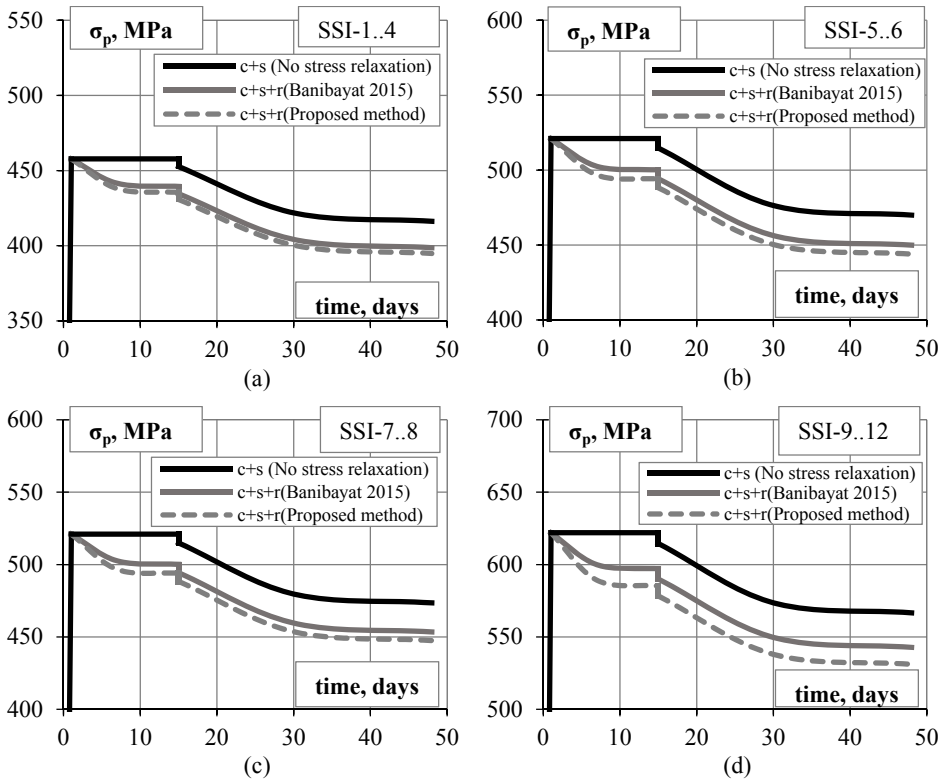 550
500
450
400
350
σp, MPa
SSI-1..4
c+s (No stress relaxation)
c+s+r(Banibayat 2015)
c+s+r(Proposed method)
time, days
0 10 20 30 40 50
(a)
600
550
500
450
400
σp, MPa
SSI-5..6
c+s (No stress relaxation)
c+s+r(Banibayat 2015)
c+s+r(Proposed method)
time, days
0 10 20 30 40 50
(b)
600
550
500
450
400
σp, MPa
SSI-7..8
c+s (No stress relaxation)
c+s+r(Banibayat 2015)
c+s+r(Proposed method)
time, days
0 10 20 30 40 50
(c)
700
650
600
550
500
σp, MPa
SSI-9..12
c+s (No stress relaxation)
c+s+r(Banibayat 2015)
c+s+r(Proposed method)
time, days
0 10 20 30 40 50
(d)